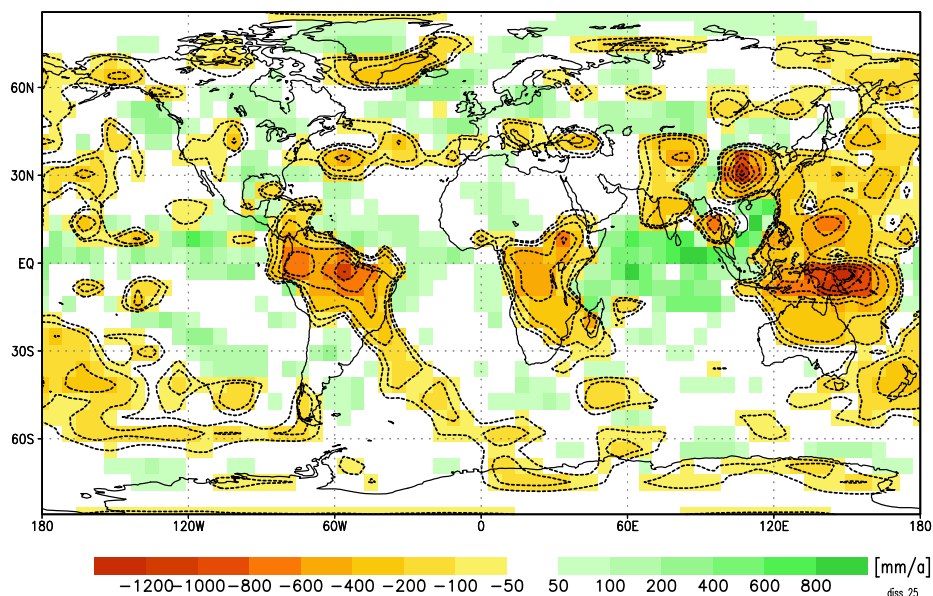 60N
30N
EQ
30S
60S
180 120W 60W 0 60E 120E 180
−1200 −1000 −800 −600 −400 −200 −100 −50 50 100 200 400 600 800 [mm/a]
diss 25